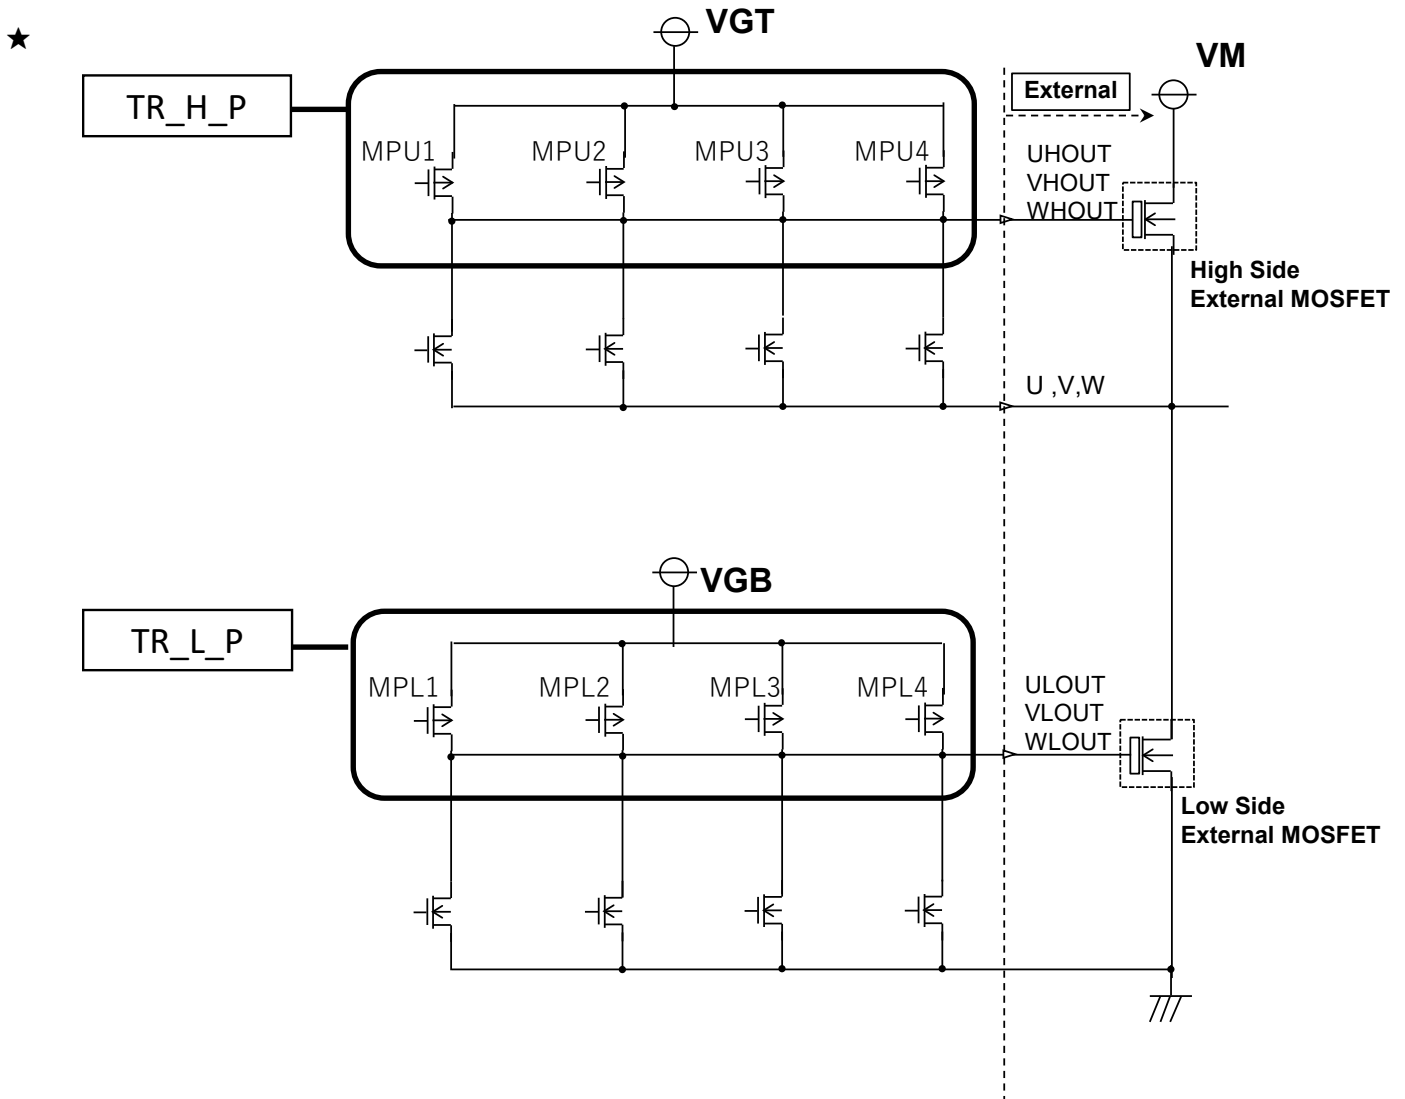 ★
VGT
VM
TR_H_P
External
MPU1
MPU2
MPU3
MPU4
UHOUT
VHOUT
WHOUT
High Side
External MOSFET
U ,V,W
VGB
TR_L_P
MPL1
MPL2
MPL3
MPL4
ULOUT
VLOUT
WLOUT
Low Side
External MOSFET